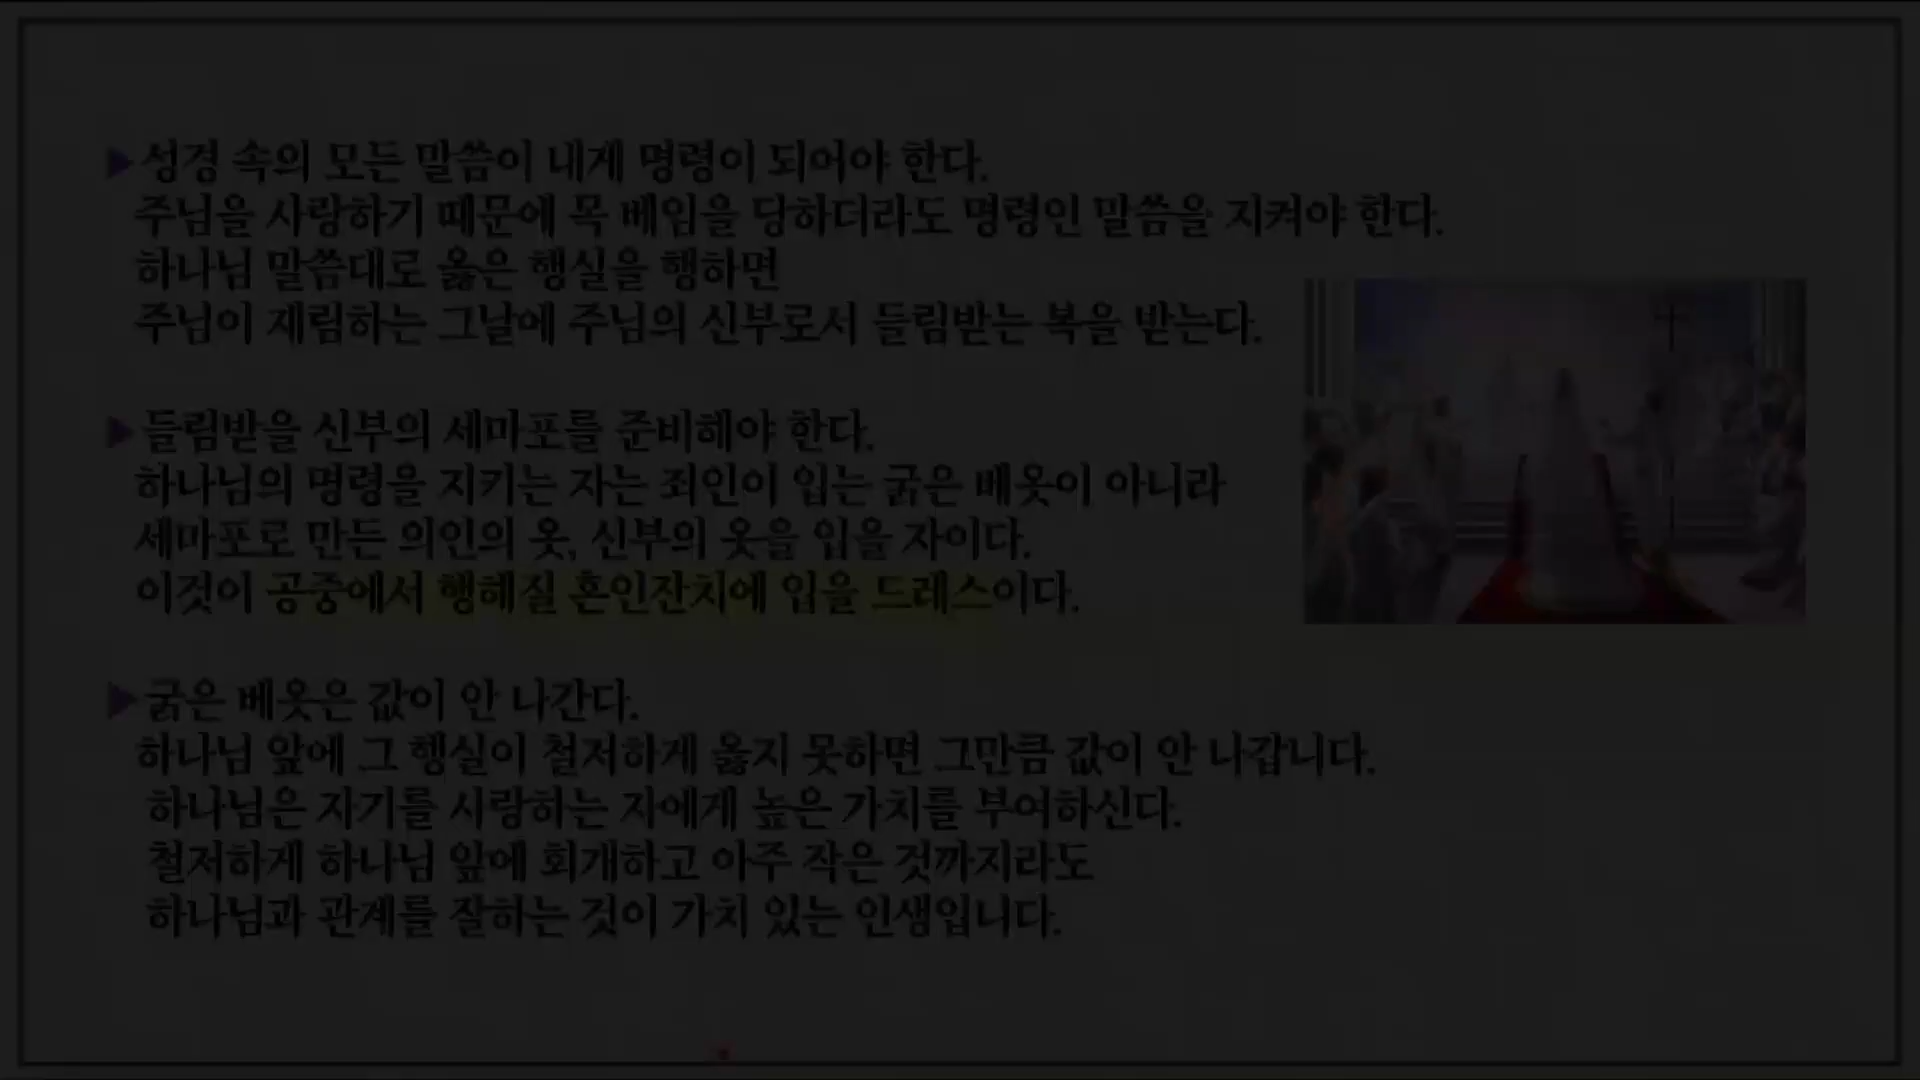 ▶성경 속의 모든 말씀이 내게 명령이 되어야 한다.
주님을 사랑하기 때문에 목 베임을 당하더라도 명령인 말씀을 지켜야 한다.
하나님 말씀대로 옳은 행실을 행하면
주님이 재림하는 그날에 주님의 신부로서 들림받는 복을 받는다.
▶들림받을 신부의 세마포를 준비해야 한다.
하나님의 명령을 지키는 자는 죄인이 입는 굵은 베옷이 아니라
세마포로 만든 의인의 옷, 신부의 옷을 입을 자이다.
이것이 공중에서 행해질 혼인잔치에 입을 드레스이다.
▶굵은 베옷은 값이 안 나간다.
하나님 앞에 그 행실이 철저하게 옳지 못하면 그만큼 값이 안 나갑니다.
하나님은 자기를 사랑하는 자에게 높은 가치를 부여하신다.
철저하게 하나님 앞에 회개하고 아주 작은 것까지라도
하나님과 관계를 잘하는 것이 가치 있는 인생입니다.